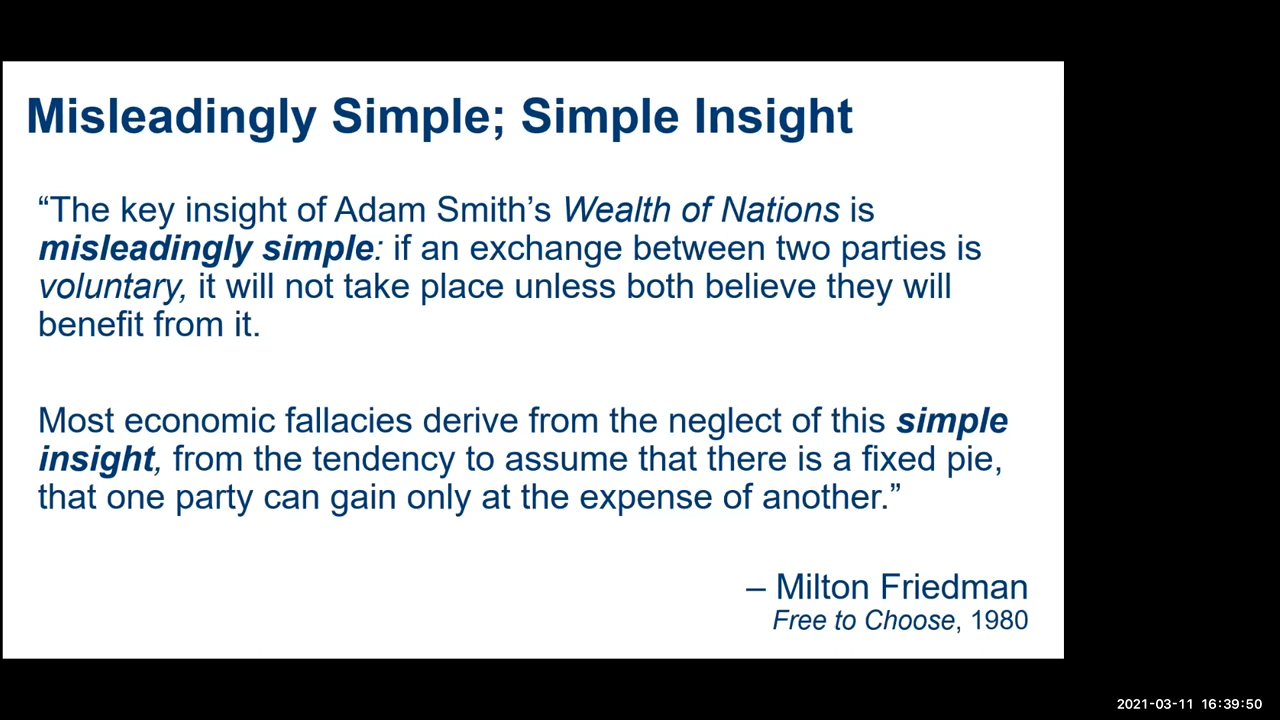 Misleadingly Simple; Simple Insight
“The key insight of Adam Smith’s Wealth of Nations is
misleadingly simple: if an exchange between two parties is
voluntary, it will not take place unless both believe they will
benefit from it.
Most economic fallacies derive from the neglect of this simple
insight, from the tendency to assume that there is a fixed pie,
that one party can gain only at the expense of another.”
– Milton Friedman
Free to Choose, 1980
2021-03-11 16:39:50